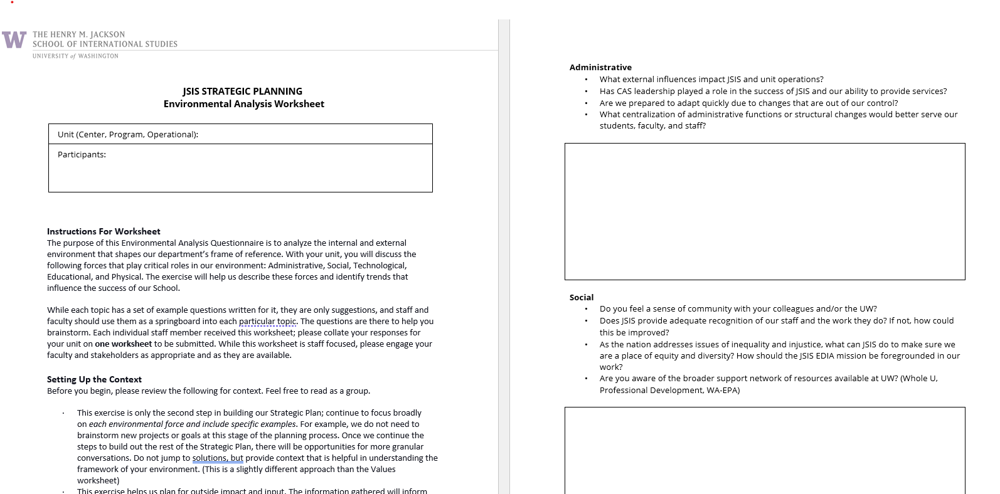 THE HENRY M. JACKSON
SCHOOL OF INTERNATIONAL STUDIES
UNIVERSITY of WASHINGTON
JSIS STRATEGIC PLANNING
Environmental Analysis Worksheet
Unit (Center, Program, Operational):
Participants:
Instructions For Worksheet
The purpose of this Environmental Analysis Questionnaire is to analyze the internal and external
environment that shapes our department’s frame of reference. With your unit, you will discuss the
following forces that play critical roles in our environment: Administrative, Social, Technological,
Educational, and Physical. The exercise will help us describe these forces and identify trends that
influence the success of our School.
While each topic has a set of example questions written for it, they are only suggestions, and staff and
faculty should use them as a springboard into each particular topic. The questions are there to help you
brainstorm. Each individual staff member received this worksheet; please collate your responses for
your unit on one worksheet to be submitted. While this worksheet is staff focused, please engage your
faculty and stakeholders as appropriate and as they are available.
Setting Up the Context
Before you begin, please review the following for context. Feel free to read as a group.
· This exercise is only the second step in building our Strategic Plan; continue to focus broadly
on each environmental force and include specific examples. For example, we do not need to
brainstorm new projects or goals at this stage of the planning process. Once we continue the
steps to build out the rest of the Strategic Plan, there will be opportunities for more granular
conversations. Do not jump to solutions, but provide context that is helpful in understanding the
framework of your environment. (This is a slightly different approach than the Values
worksheet)
· This exercise helps us plan for outside impact and input. The information gathered will inform
Administrative
• What external influences impact JSIS and unit operations?
• Has CAS leadership played a role in the success of JSIS and our ability to provide services?
• Are we prepared to adapt quickly due to changes that are out of our control?
• What centralization of administrative functions or structural changes would better serve our
students, faculty, and staff?
Social
• Do you feel a sense of community with your colleagues and/or the UW?
• Does JSIS provide adequate recognition of our staff and the work they do? If not, how could
this be improved?
• As the nation addresses issues of inequality and injustice, what can JSIS do to make sure we
are a place of equity and diversity? How should the JSIS EDIA mission be foregrounded in our
work?
• Are you aware of the broader support network of resources available at UW? (Whole U,
Professional Development, WA-EPA)